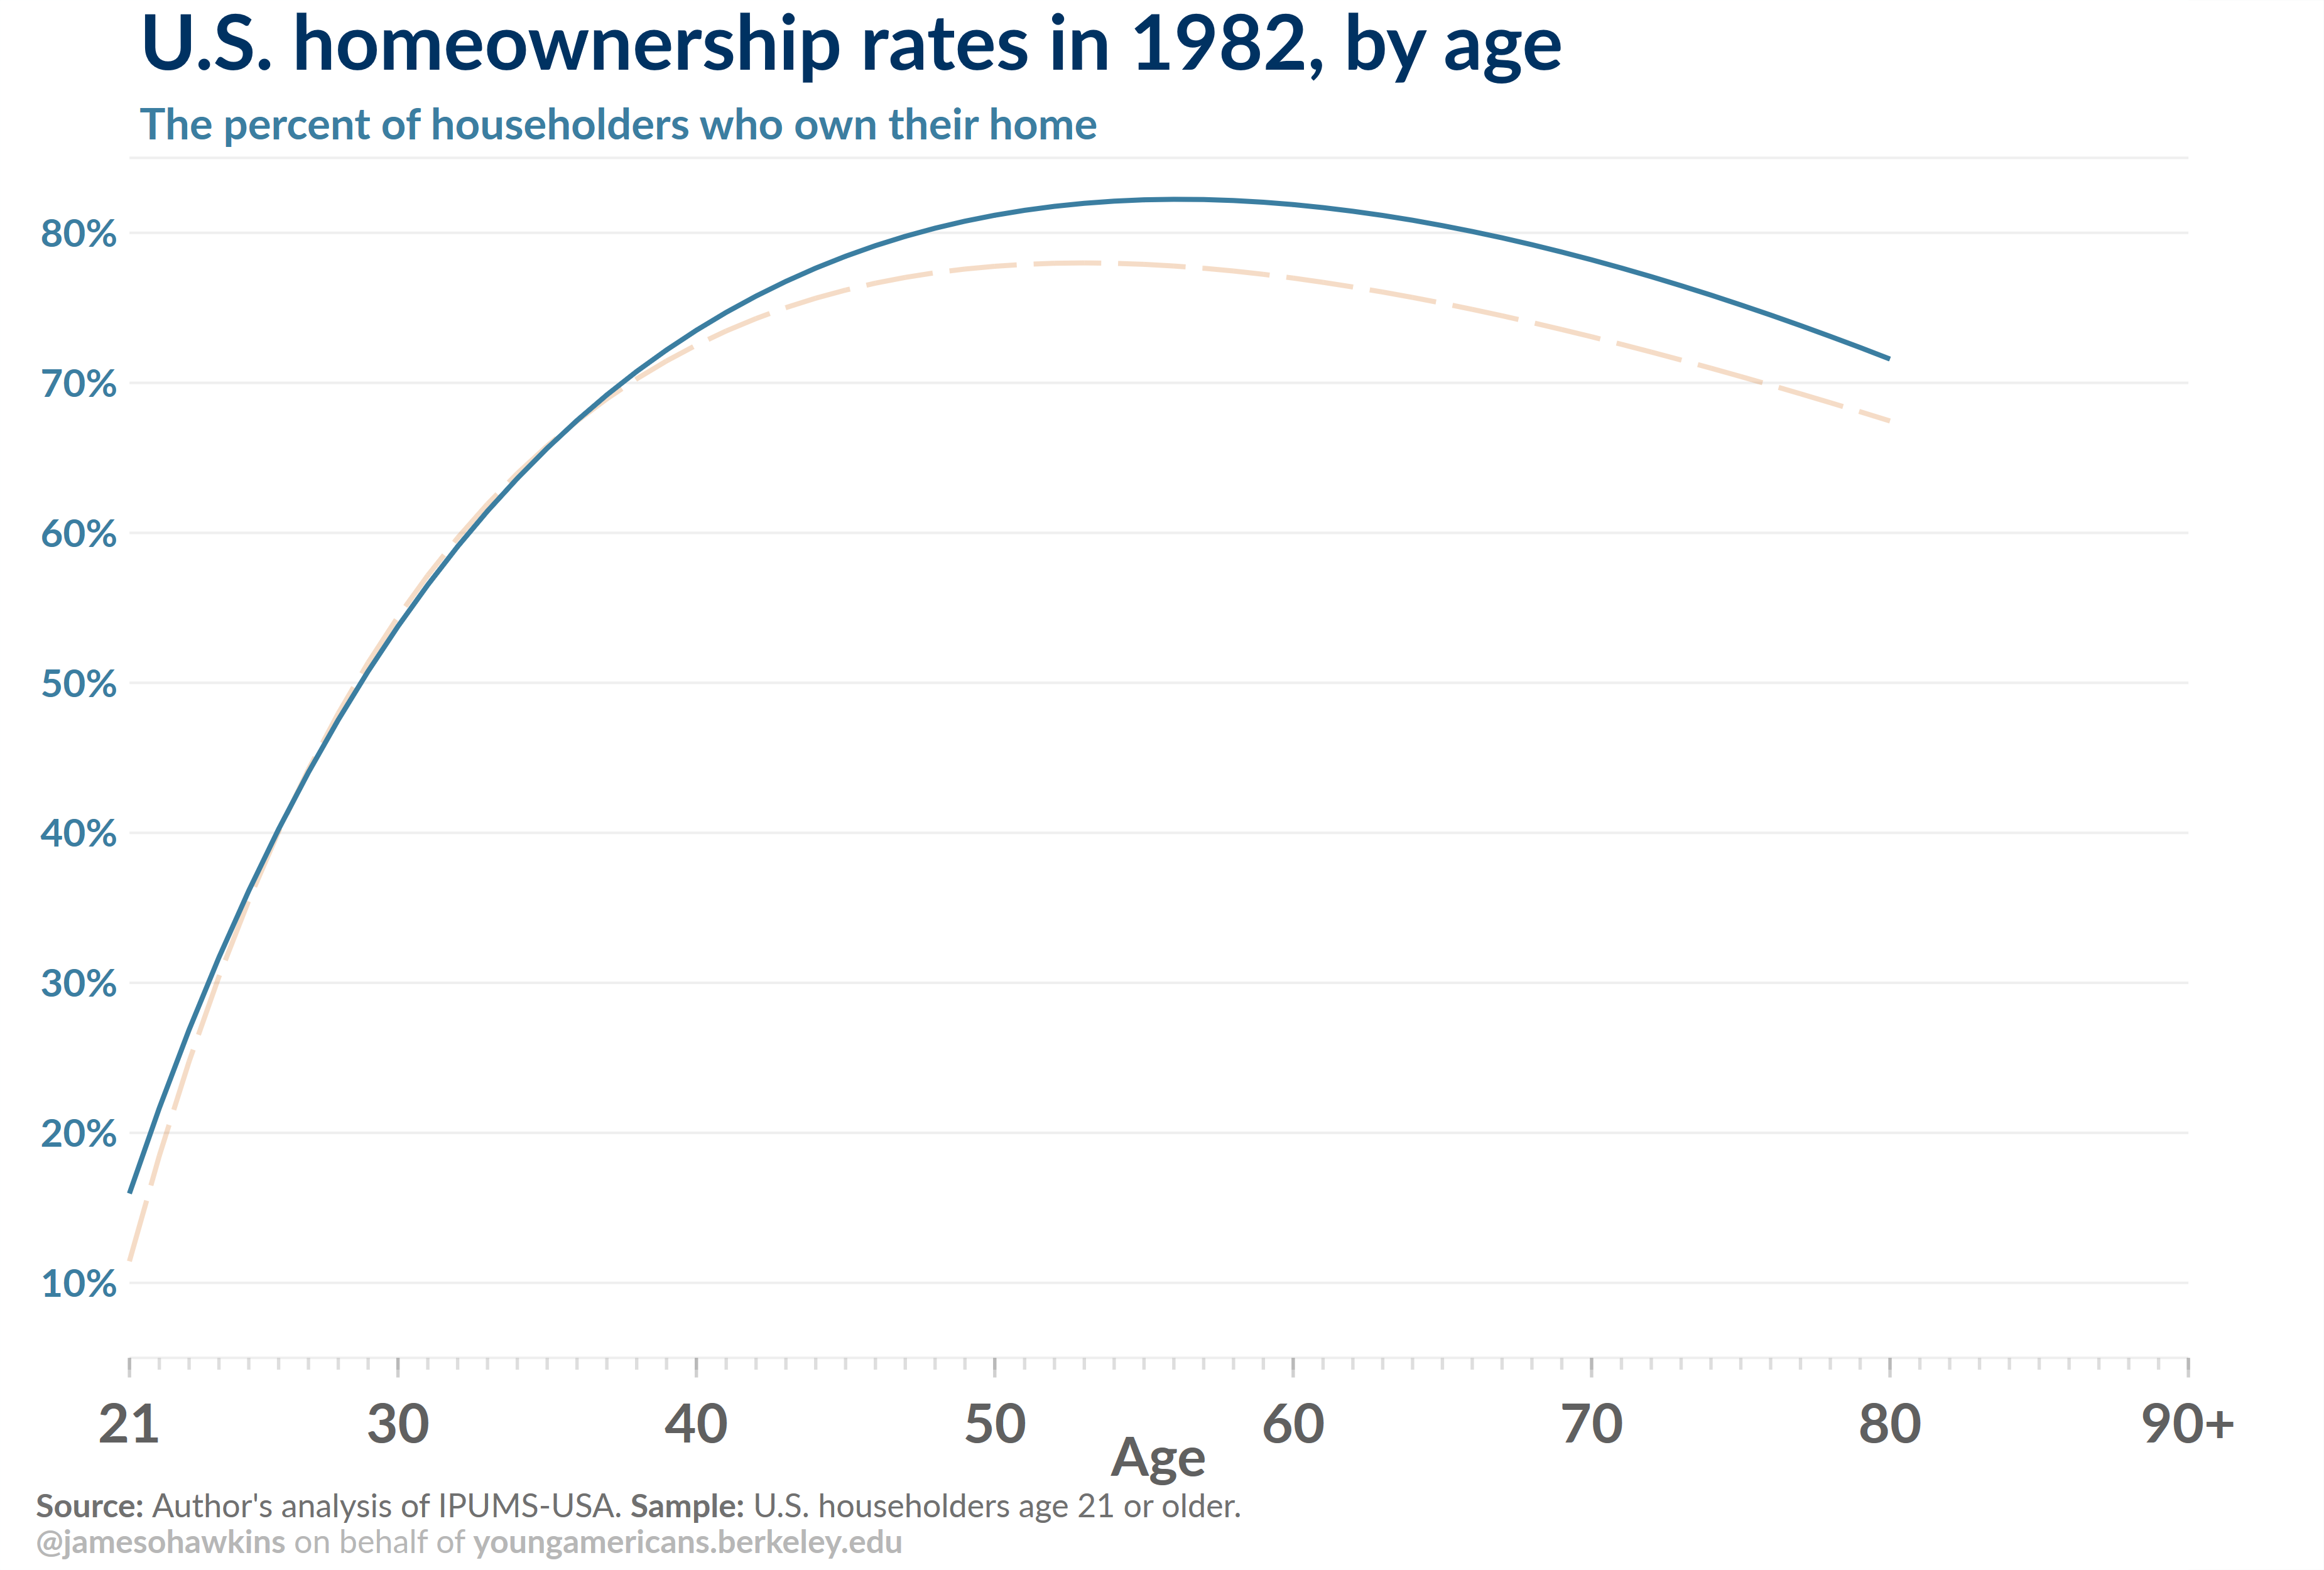 U.S. homeownership rates in 1982, by age
The percent of householders who own their home
80%
70%
60%
50%
40%
30%
20%
10%
21 30 40 50 60 70 80 90+
Age
Source: Author's analysis of IPUMS-USA. Sample: U.S. householders age 21 or older.
@jamesohawkins on behalf of youngamericans.berkeley.edu